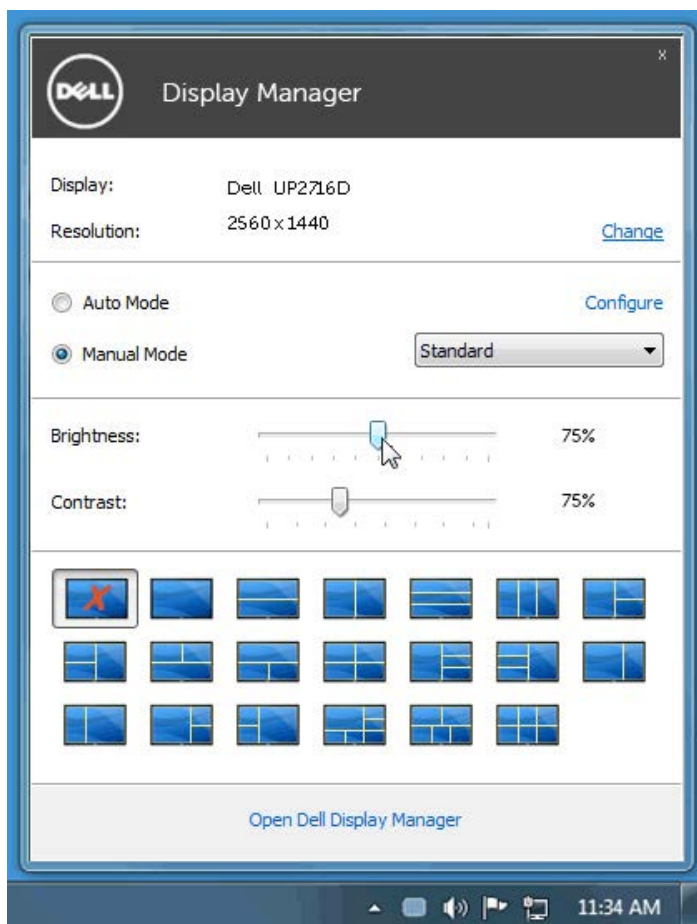 x
DELL Display Manager
Display: Dell UP2716D
Resolution: 2560 x 1440 Change
Auto Mode Configure
Manual Mode Standard
Brightness: 75%
Contrast: 75%
Open Dell Display Manager
11:34 AM